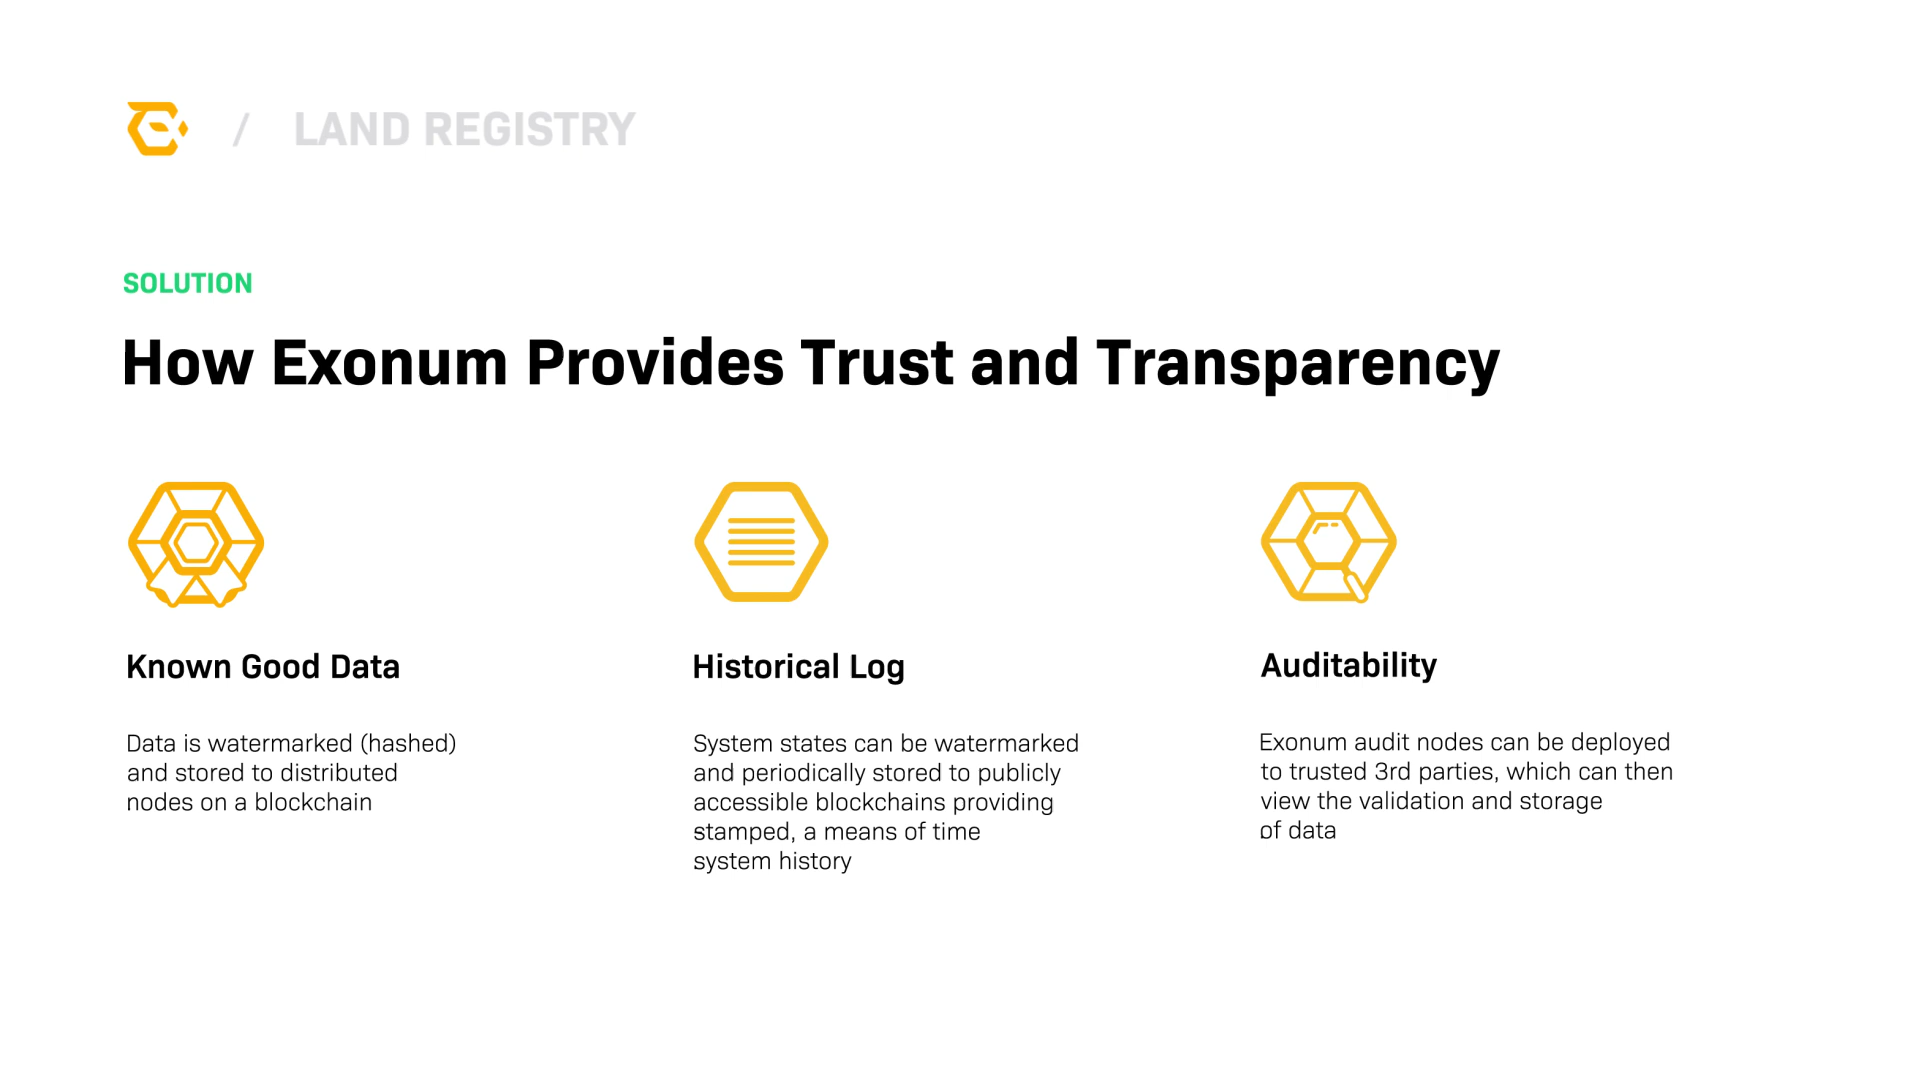 / LAND REGISTRY
SOLUTION
How Exonum Provides Trust and Transparency
Known Good Data
Data is watermarked (hashed)
and stored to distributed
nodes on a blockchain
Historical Log
System states can be watermarked
and periodically stored to publicly
accessible blockchains providing
stamped, a means of time
system history
Auditability
Exonum audit nodes can be deployed
to trusted 3rd parties, which can then
view the validation and storage
of data